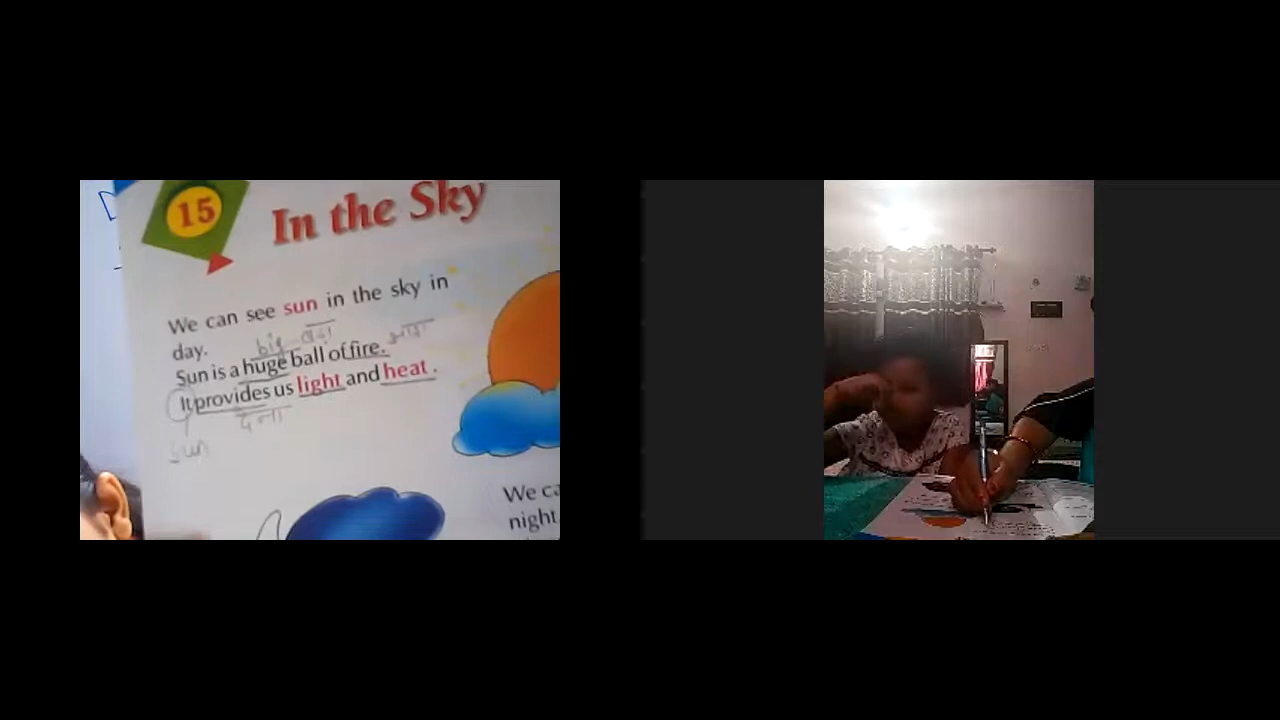 15
In the Sky
We can see sun in the sky in
day.
big बड़ा
Sun is a huge ball of fire.
It provides us light and heat .
देना
sun
We
night